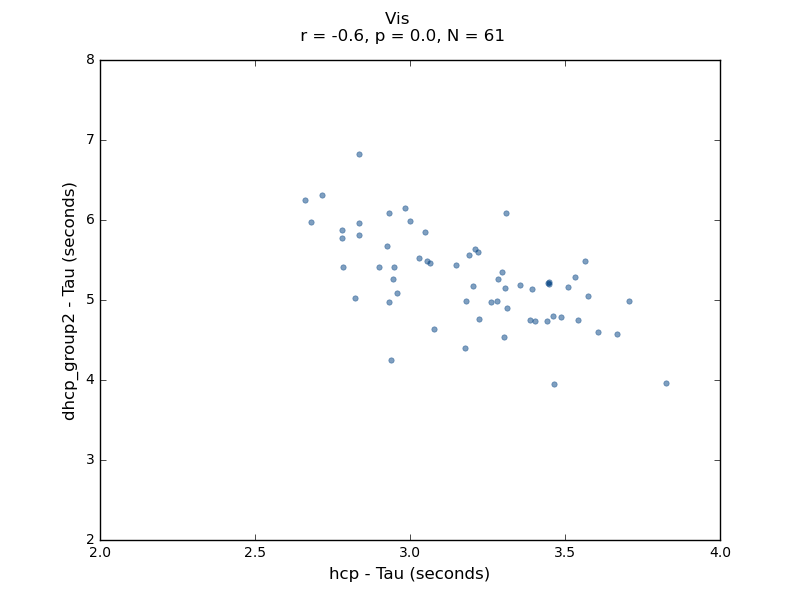 Vis
r = -0.6, p = 0.0, N = 61
8
7
6
5
4
3
2
dhcp_group2 - Tau (seconds)
2.0 2.5 3.0 3.5 4.0
hcp - Tau (seconds)